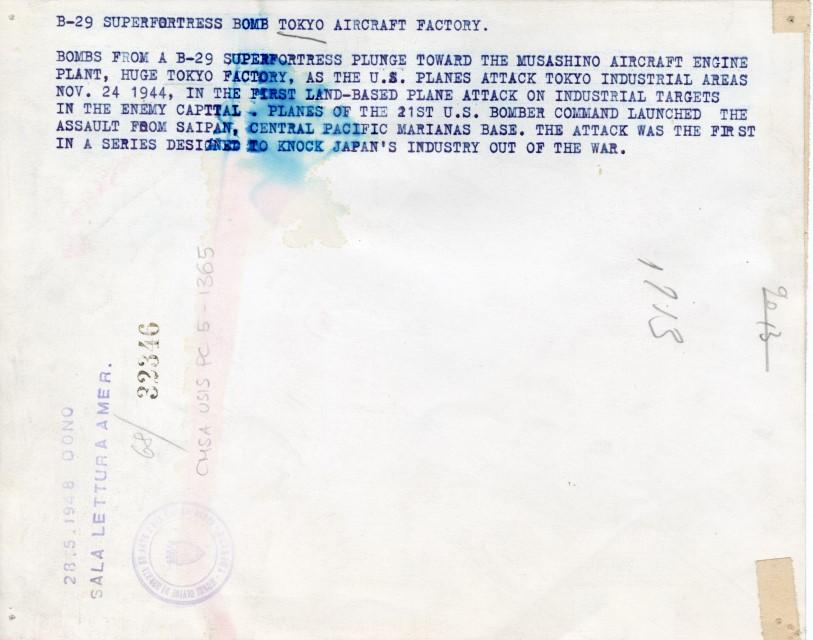 B-29 SUPERFORTRESS BOMB TOKYO AIRCRAFT FACTORY.
BOMBS FROM A B-29 SUPERFORTRESS PLUNGE TOWARD THE MUSASHINO AIRCRAFT ENGINE
PLANT, HUGE TOKYO FACTORY, AS THE U.S. PLANES ATTACK TOKYO INDUSTRIAL AREAS
NOV. 24 1944, IN THE FIRST LAND-BASED PLANE ATTACK ON INDUSTRIAL TARGETS
IN THE ENEMY CAPITAL . PLANES OF THE 21ST U.S. BOMBER COMMAND LAUNCHED THE
ASSAULT FROM SAIPAN, CENTRAL PACIFIC MARIANAS BASE. THE ATTACK WAS THE FIRST
IN A SERIES DESIGNED TO KNOCK JAPAN'S INDUSTRY OUT OF THE WAR.
28.5.1948 DONO
SALA LETTURA AMER.
68/
32346
CMSA USIS PC 5-1365